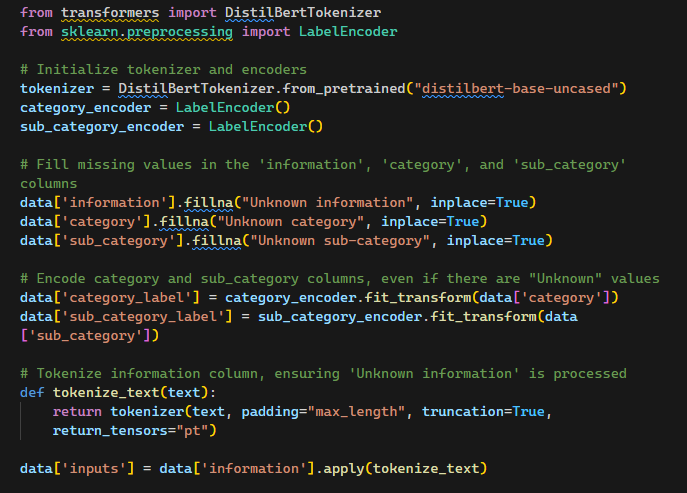 from transformers import DistilBertTokenizer
from sklearn.preprocessing import LabelEncoder
# Initialize tokenizer and encoders
tokenizer = DistilBertTokenizer.from_pretrained("distilbert-base-uncased")
category_encoder = LabelEncoder()
sub_category_encoder = LabelEncoder()
# Fill missing values in the 'information', 'category', and 'sub_category'
columns
data['information'].fillna("Unknown information", inplace=True)
data['category'].fillna("Unknown category", inplace=True)
data['sub_category'].fillna("Unknown sub-category", inplace=True)
# Encode category and sub_category columns, even if there are "Unknown" values
data['category_label'] = category_encoder.fit_transform(data['category'])
data['sub_category_label'] = sub_category_encoder.fit_transform(data
['sub_category'])
# Tokenize information column, ensuring 'Unknown information' is processed
def tokenize_text(text):
    return tokenizer(text, padding="max_length", truncation=True,
    return_tensors="pt")
data['inputs'] = data['information'].apply(tokenize_text)